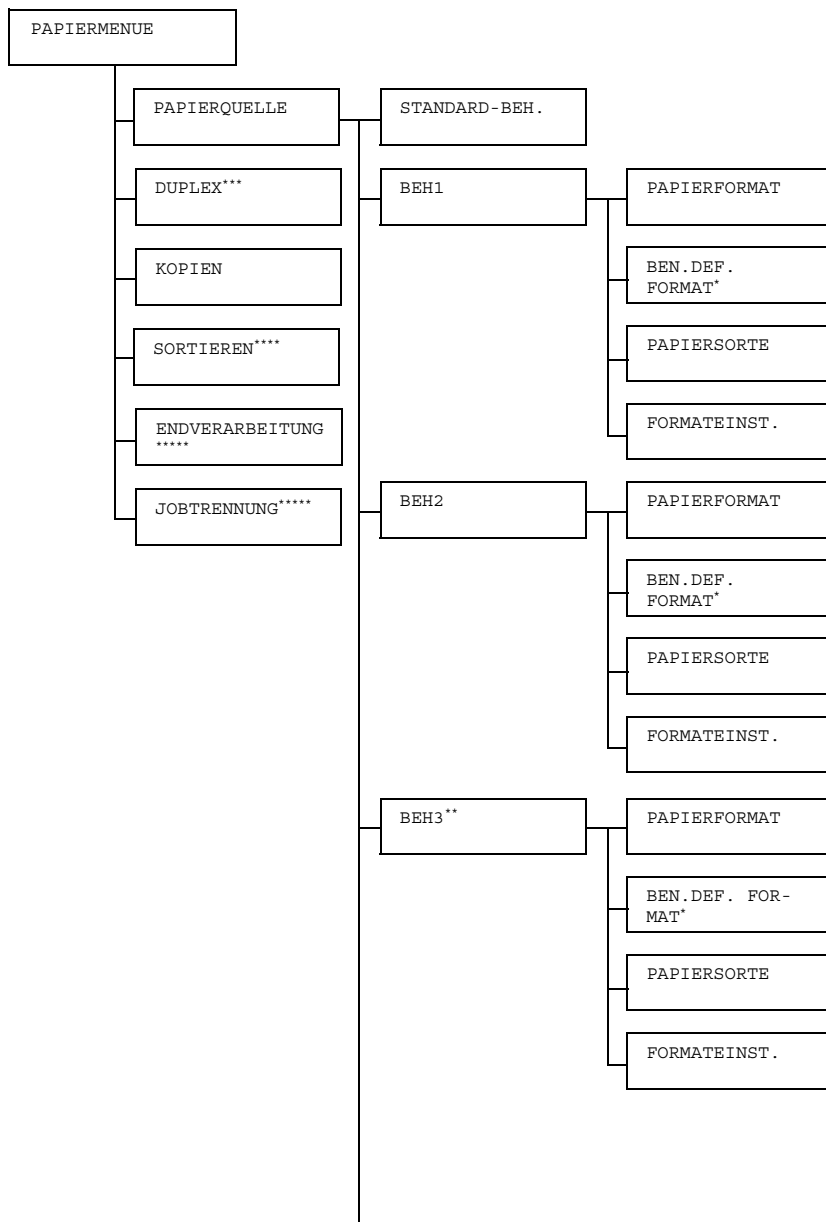 PAPIERMENUE
PAPIERQUELLE
STANDARD-BEH.
DUPLEX***
BEH1
PAPIERFORMAT
KOPIEN
BEN.DEF.
FORMAT*
SORTIEREN****
PAPIERSORTE
ENDVERARBEITUNG
*****
FORMATEINST.
JOBTRENNUNG*****
BEH2
PAPIERFORMAT
BEN.DEF.
FORMAT*
PAPIERSORTE
FORMATEINST.
BEH3**
PAPIERFORMAT
BEN.DEF. FOR-
MAT*
PAPIERSORTE
FORMATEINST.